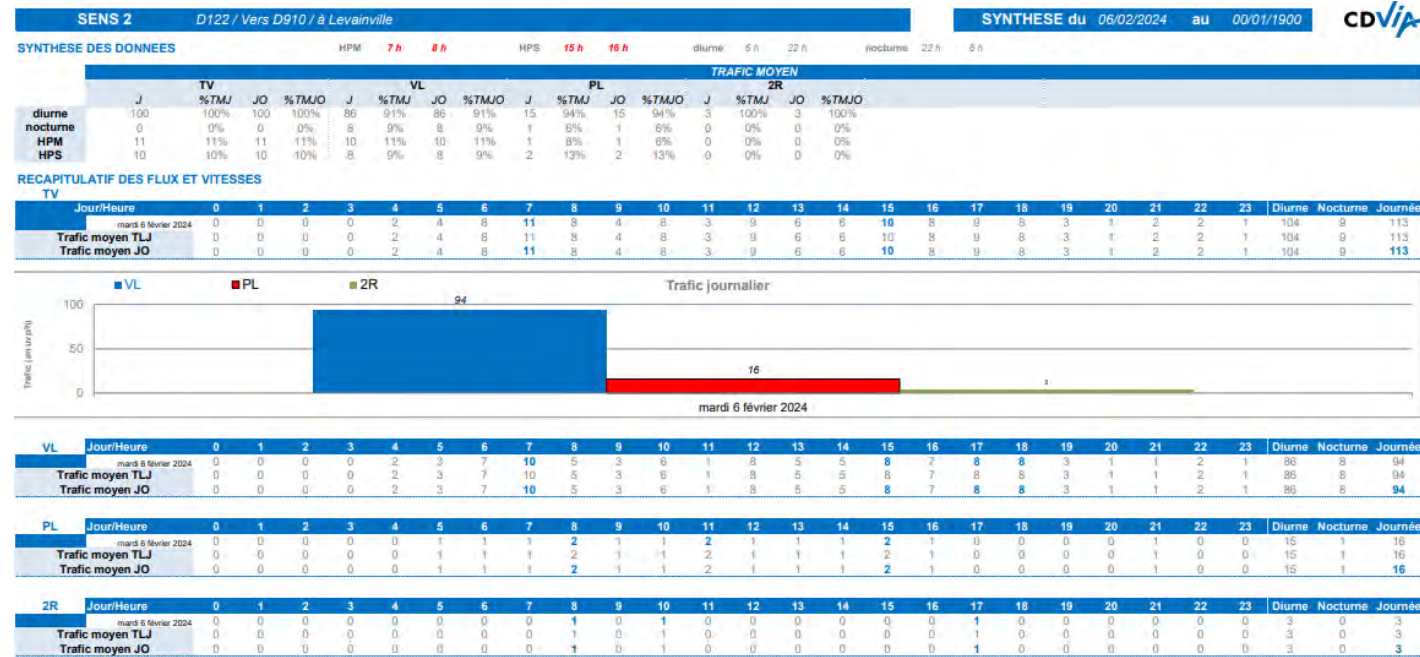 SENS 2 D122 / Vers D910 / à Levainville SYNTHESE du 06/02/2024 au 00/01/1900 CDVIA
SYNTHESE DES DONNEES HPM 7 h 8 h HPS 15 h 16 h diurne 6 h 22 h nocturne 22 h 6 h
TRAFIC MOYEN
TV VL PL 2R
J %TMJ JO %TMJO J %TMJ JO %TMJO J %TMJ JO %TMJO J %TMJ JO %TMJO
diurne 100 100% 100 100% 86 91% 86 91% 15 94% 15 94% 3 100% 3 100%
nocturne 0 0% 0 0% 8 9% 8 9% 1 6% 1 6% 0 0% 0 0%
HPM 11 11% 11 11% 10 11% 10 11% 1 8% 1 6% 0 0% 0 0%
HPS 10 10% 10 10% 8 9% 8 9% 2 13% 2 13% 0 0% 0 0%
RECAPITULATIF DES FLUX ET VITESSES
TV
Jour/Heure 0 1 2 3 4 5 6 7 8 9 10 11 12 13 14 15 16 17 18 19 20 21 22 23 Diurne Nocturne Journée
mardi 6 février 2024 0 0 0 0 2 4 8 11 8 4 8 3 9 6 6 10 8 9 8 3 1 2 2 1 104 9 113
Trafic moyen TLJ 0 0 0 0 2 4 8 11 8 4 8 3 9 6 6 10 8 9 8 3 1 2 2 1 104 9 113
Trafic moyen JO 0 0 0 0 2 4 8 11 8 4 8 3 9 6 6 10 8 9 8 3 1 2 2 1 104 9 113
VL PL 2R Trafic journalier
94
100
Trafic (en uvp/h)
50
16
3
0
mardi 6 février 2024
VL Jour/Heure 0 1 2 3 4 5 6 7 8 9 10 11 12 13 14 15 16 17 18 19 20 21 22 23 Diurne Nocturne Journée
mardi 6 février 2024 0 0 0 0 2 3 7 10 5 3 6 1 8 5 5 8 7 8 8 3 1 1 2 1 86 8 94
Trafic moyen TLJ 0 0 0 0 2 3 7 10 5 3 6 1 8 5 5 8 7 8 8 3 1 1 2 1 86 8 94
Trafic moyen JO 0 0 0 0 2 3 7 10 5 3 6 1 8 5 5 8 7 8 8 3 1 1 2 1 86 8 94
PL Jour/Heure 0 1 2 3 4 5 6 7 8 9 10 11 12 13 14 15 16 17 18 19 20 21 22 23 Diurne Nocturne Journée
mardi 6 février 2024 0 0 0 0 0 1 1 1 2 1 1 2 1 1 1 2 1 0 0 0 0 1 0 0 15 1 16
Trafic moyen TLJ 0 0 0 0 0 1 1 1 2 1 1 2 1 1 1 2 1 0 0 0 0 1 0 0 15 1 16
Trafic moyen JO 0 0 0 0 0 1 1 1 2 1 1 2 1 1 1 2 1 0 0 0 0 1 0 0 15 1 16
2R Jour/Heure 0 1 2 3 4 5 6 7 8 9 10 11 12 13 14 15 16 17 18 19 20 21 22 23 Diurne Nocturne Journée
mardi 6 février 2024 0 0 0 0 0 0 0 0 1 0 1 0 0 0 0 0 0 1 0 0 0 0 0 0 3 0 3
Trafic moyen TLJ 0 0 0 0 0 0 0 0 1 0 1 0 0 0 0 0 0 1 0 0 0 0 0 0 3 0 3
Trafic moyen JO 0 0 0 0 0 0 0 0 1 0 1 0 0 0 0 0 0 1 0 0 0 0 0 0 3 0 3